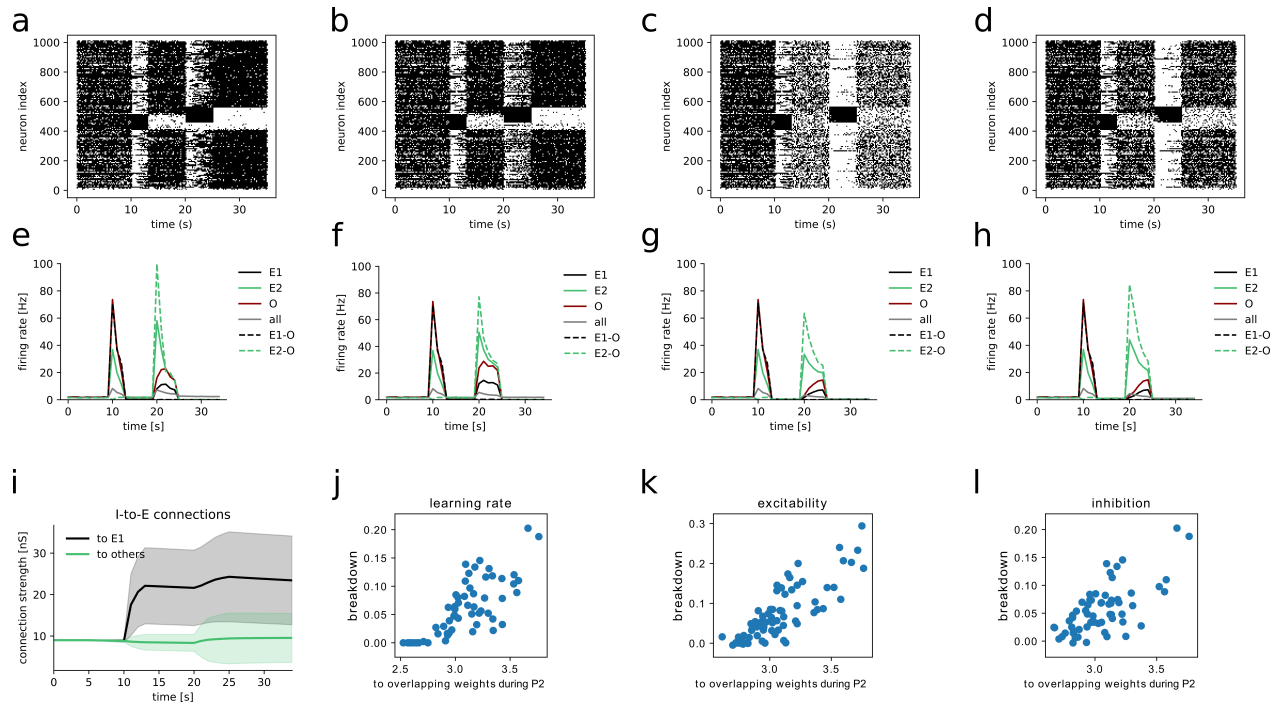 a
b
c
d
neuron index
1000
800
600
400
200
0
0
10
20
30
time (s)
neuron index
1000
800
600
400
200
0
0
10
20
30
time (s)
neuron index
1000
800
600
400
200
0
0
10
20
30
time (s)
neuron index
1000
800
600
400
200
0
0
10
20
30
time (s)
e
f
g
h
firing rate [Hz]
100
80
60
40
20
0
0
10
20
30
time [s]
E1
E2
O
all
E1-O
E2-O
firing rate [Hz]
100
80
60
40
20
0
0
10
20
30
time [s]
E1
E2
O
all
E1-O
E2-O
firing rate [Hz]
100
80
60
40
20
0
0
10
20
30
time [s]
E1
E2
O
all
E1-O
E2-O
firing rate [Hz]
100
80
60
40
20
0
0
10
20
30
time [s]
E1
E2
O
all
E1-O
E2-O
i
j
k
l
I-to-E connections
connection strength [nS]
to E1
to others
30
20
10
0
5
10
15
20
25
30
time [s]
learning rate
breakdown
0.20
0.15
0.10
0.05
0.00
2.5
3.0
3.5
to overlapping weights during P2
excitability
breakdown
0.3
0.2
0.1
0.0
3.0
3.5
to overlapping weights during P2
inhibition
breakdown
0.20
0.15
0.10
0.05
0.00
3.0
3.5
to overlapping weights during P2